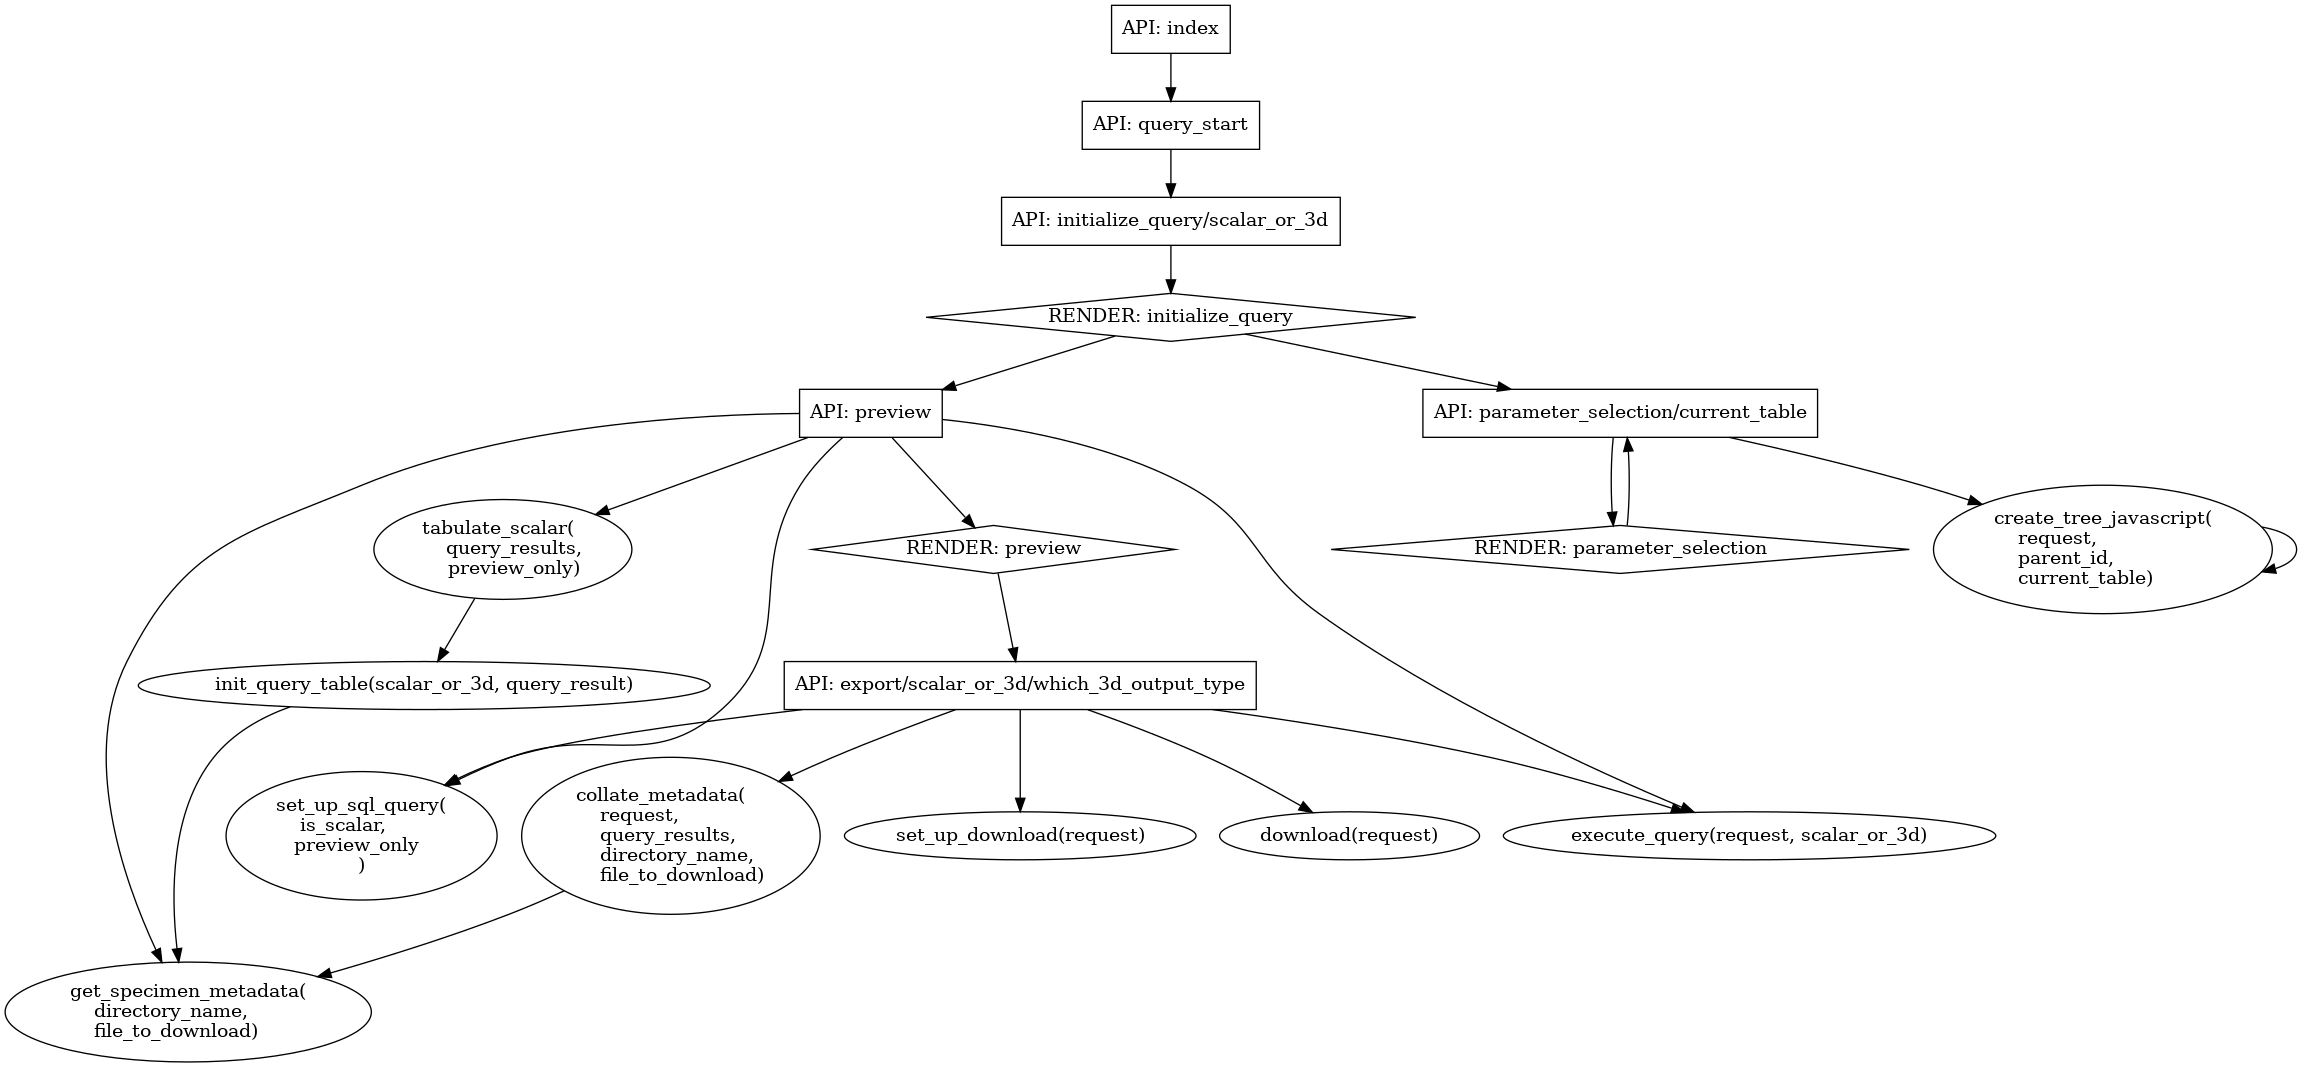 API: index
API: query_start
API: initialize_query/scalar_or_3d
RENDER: initialize_query
API: preview
API: parameter_selection/current_table
tabulate_scalar(
query_results,
preview_only)
RENDER: preview
RENDER: parameter_selection
create_tree_javascript(
request,
parent_id,
current_table)
init_query_table(scalar_or_3d, query_result)
API: export/scalar_or_3d/which_3d_output_type
set_up_sql_query(
is_scalar,
preview_only
)
collate_metadata(
request,
query_results,
directory_name,
file_to_download)
set_up_download(request)
download(request)
execute_query(request, scalar_or_3d)
get_specimen_metadata(
directory_name,
file_to_download)